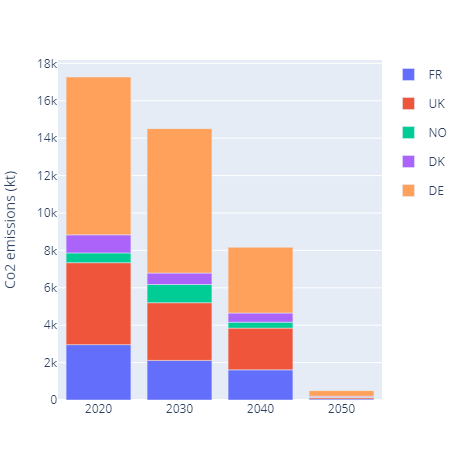 Co2 emissions (kt)
18k
16k
14k
12k
10k
8k
6k
4k
2k
0
2020 2030 2040 2050
FR
UK
NO
DK
DE